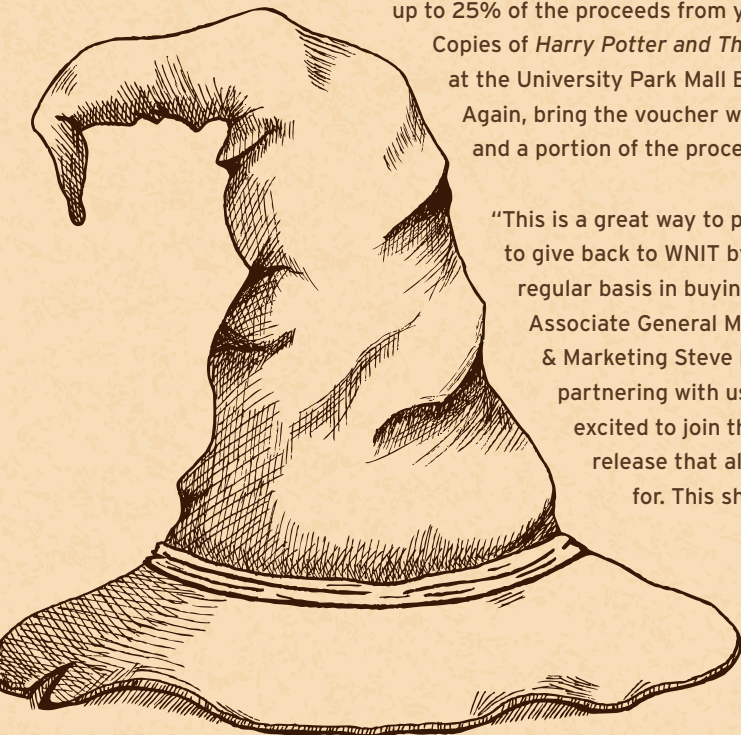 up to 25% of the proceeds from y
Copies of Harry Potter and Th
at the University Park Mall
Again, bring the voucher w
and a portion of the proce
“This is a great way to p
to give back to WNIT b
regular basis in buyin
Associate General M
& Marketing Steve
partnering with us
excited to join th
release that al
for. This sh